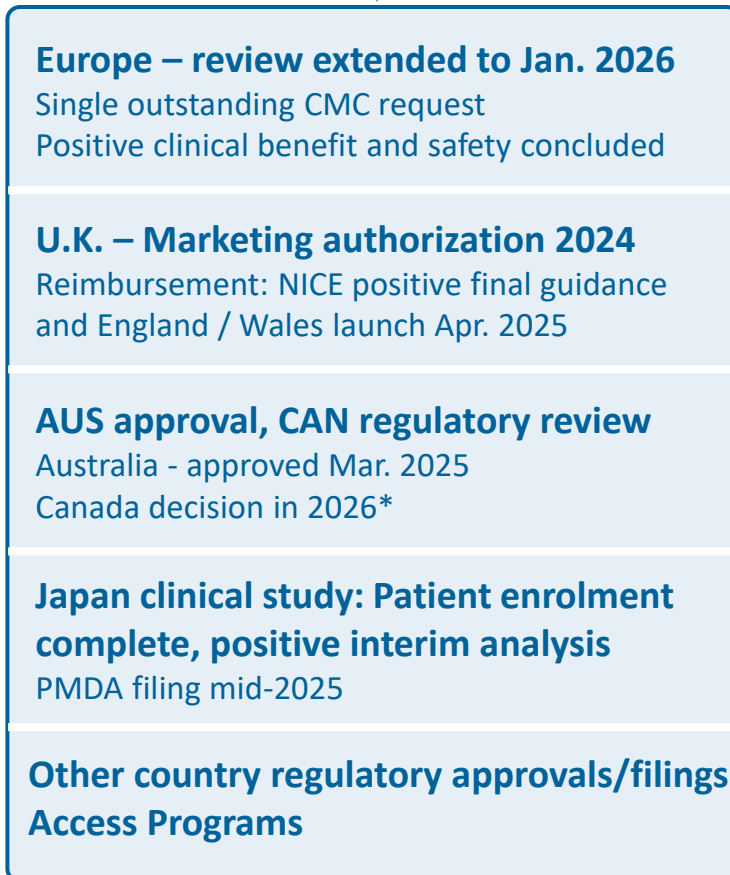 Europe – review extended to Jan. 2026
Single outstanding CMC request
Positive clinical benefit and safety concluded
U.K. – Marketing authorization 2024
Reimbursement: NICE positive final guidance
and England / Wales launch Apr. 2025
AUS approval, CAN regulatory review
Australia - approved Mar. 2025
Canada decision in 2026*
Japan clinical study: Patient enrolment
complete, positive interim analysis
PMDA filing mid-2025
Other country regulatory approvals/filings
Access Programs